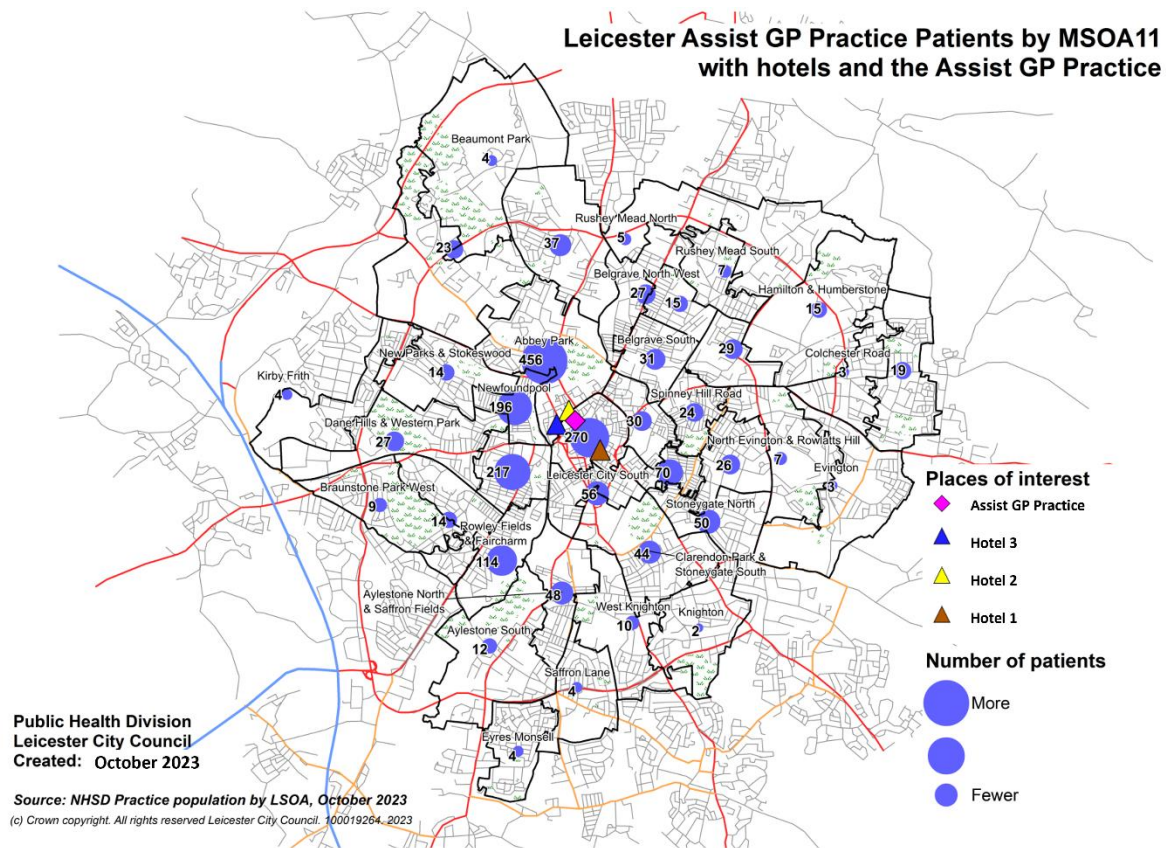 Leicester Assist GP Practice Patients by MSOA11
with hotels and the Assist GP Practice
Beaumont Park
4
Rushey Mead North
5
23
37
Rushey Mead South
7
Belgrave North West
27
15
Hamilton & Humberstone
15
Abbey Park
456
Belgrave South
31
29
New Parks & Stokeswood
14
Colchester Road
3
19
Kirby Frith
4
Newfoundpool
196
Spinney Hill Road
24
Dane Hills & Western Park
27
270
30
North Evington & Rowlatts Hill
26
7
217
Leicester City South
56
70
Evington
3
Braunstone Park West
9
14
Stoneygate North
50
Rowley Fields
& Faircharm
114
44
Clarendon Park &
Stoneygate South
Aylestone North
& Saffron Fields
48
West Knighton
10
Knighton
2
Aylestone South
12
Saffron Lane
4
Eyres Monsell
4
Places of interest
Assist GP Practice
Hotel 3
Hotel 2
Hotel 1
Number of patients
More
Fewer
Public Health Division
Leicester City Council
Created: October 2023
Source: NHSD Practice population by LSOA, October 2023
(c) Crown copyright. All rights reserved Leicester City Council. 100019264. 2023